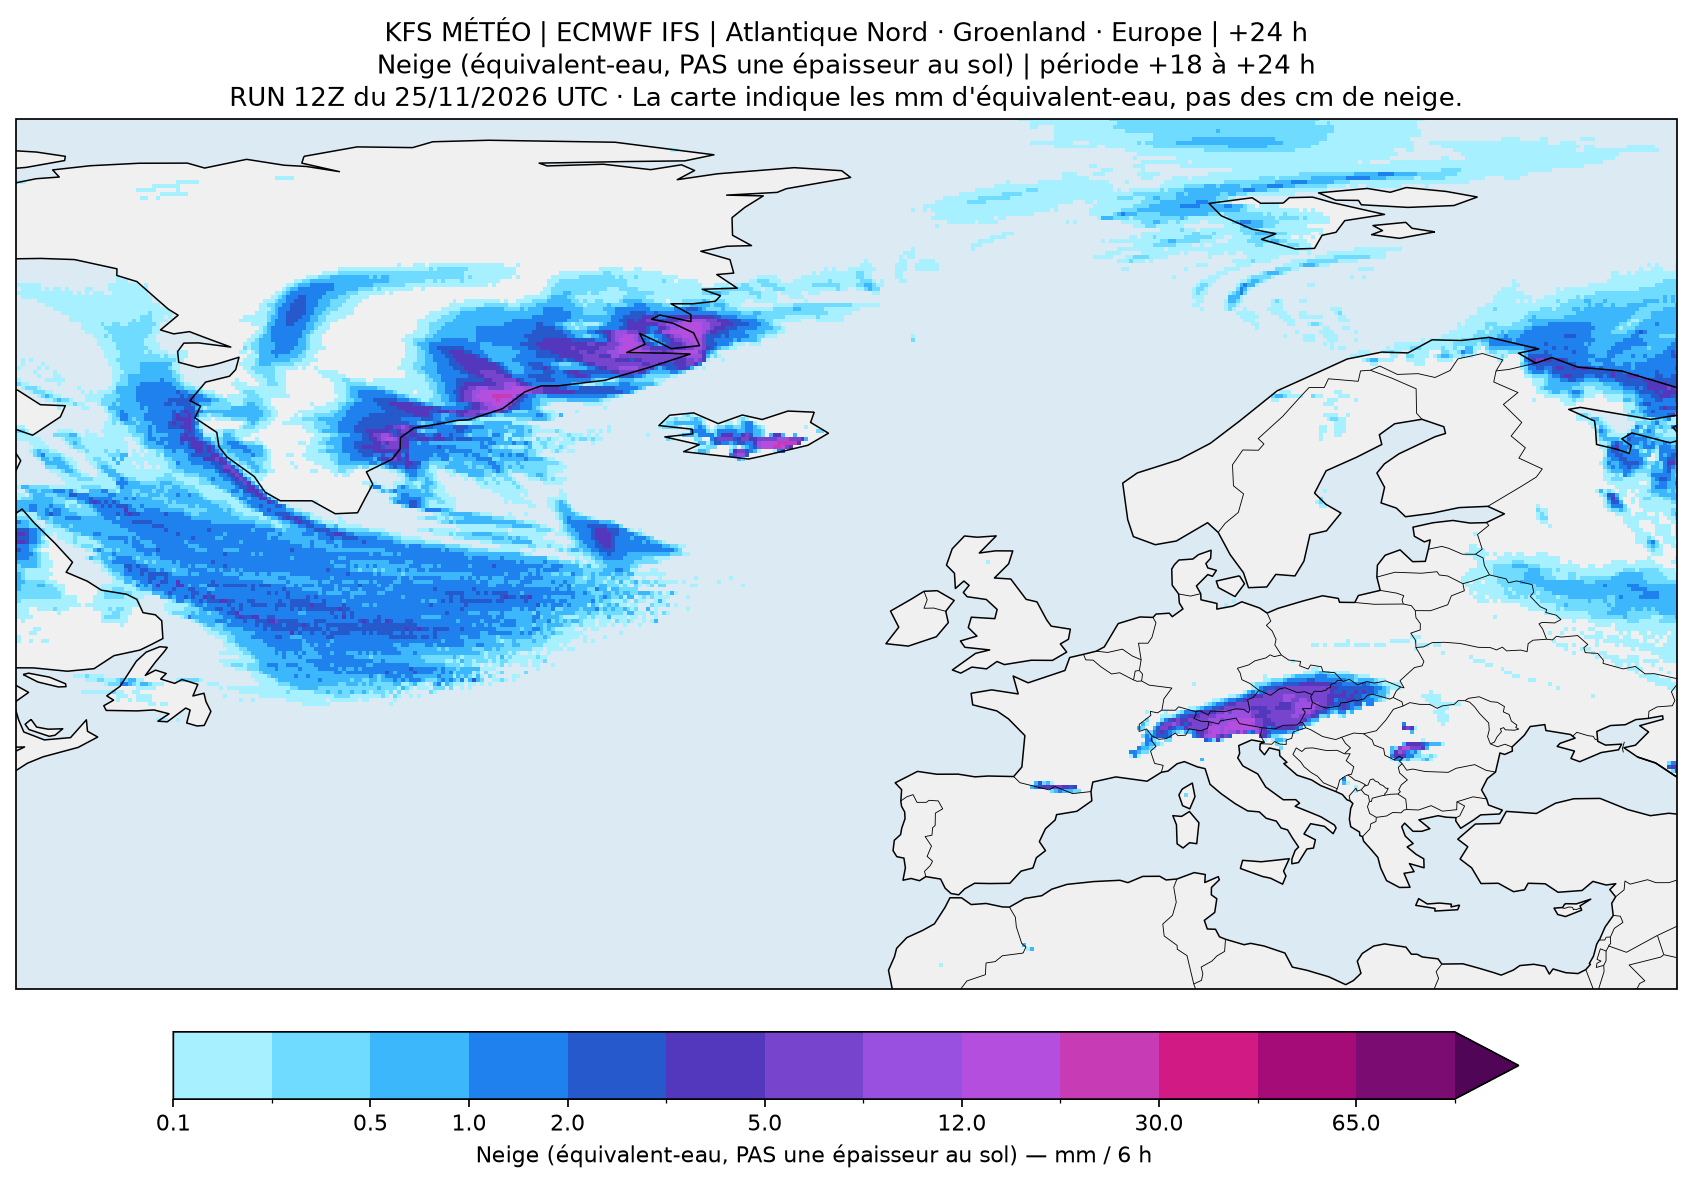 KFS MÉTÉO | ECMWF IFS | Atlantique Nord · Groenland · Europe | +24 h
Neige (équivalent-eau, PAS une épaisseur au sol) | période +18 à +24 h
RUN 12Z du 25/11/2026 UTC · La carte indique les mm d'équivalent-eau, pas des cm de neige.
0.1 0.5 1.0 2.0 5.0 12.0 30.0 65.0
Neige (équivalent-eau, PAS une épaisseur au sol) — mm / 6 h